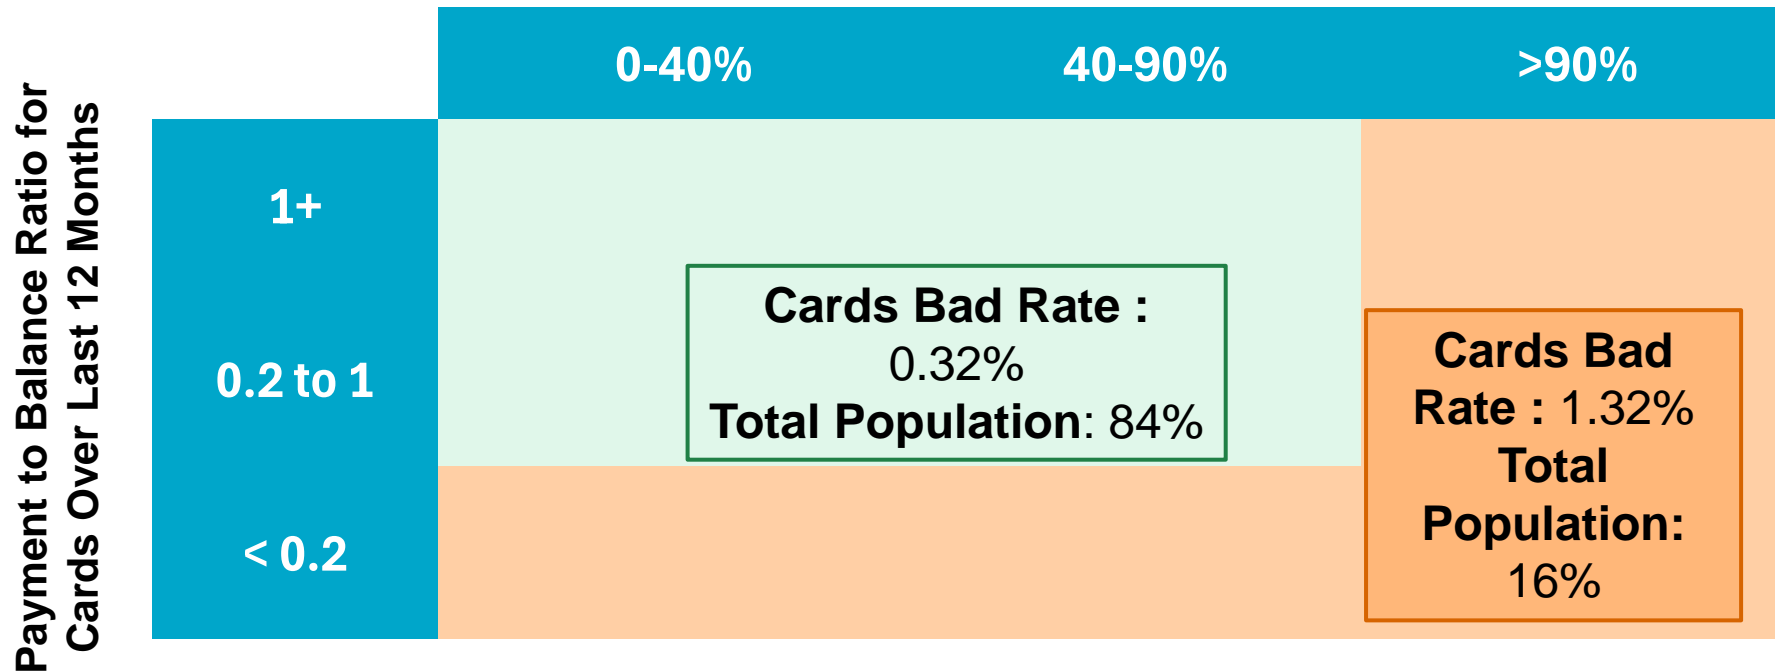 Payment to Balance Ratio for
Cards Over Last 12 Months
0-40% 40-90% >90%
1+
0.2 to 1
< 0.2
Cards Bad Rate :
0.32%
Total Population: 84%
Cards Bad
Rate : 1.32%
Total
Population:
16%